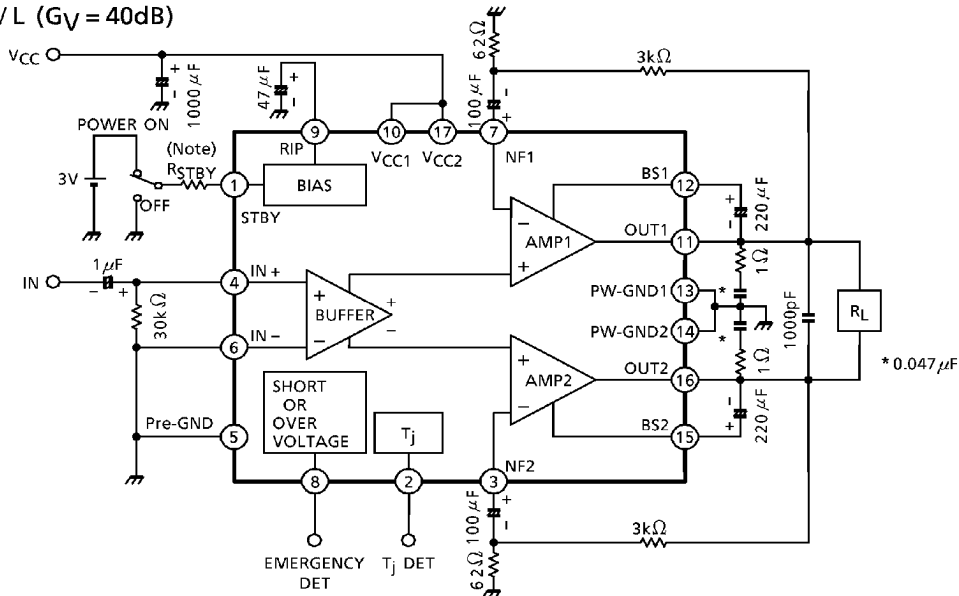 / L (GV = 40dB)
VCC
+
-
1000 μF
47 μF
+
-
62Ω
3kΩ
100 μF
-
+
POWER ON
(Note)
RSTBY
3V
OFF
9
RIP
10
VCC1
17
VCC2
7
NF1
1
STBY
BIAS
BS1
12
+
-
220 μF
AMP1
-
+
OUT1
11
1Ω
IN
1μF
-
+
30kΩ
4
IN +
+
BUFFER
-
+
-
6
IN -
PW-GND1
13
*
PW-GND2
14
*
1000pF
RL
1Ω
* 0.047 μF
+
AMP2
-
OUT2
16
BS2
15
-
+
220 μF
SHORT
OR
OVER
VOLTAGE
Tj
Pre-GND
5
8
2
3
NF2
+
-
100 μF
62Ω
3kΩ
EMERGENCY
DET
Tj DET